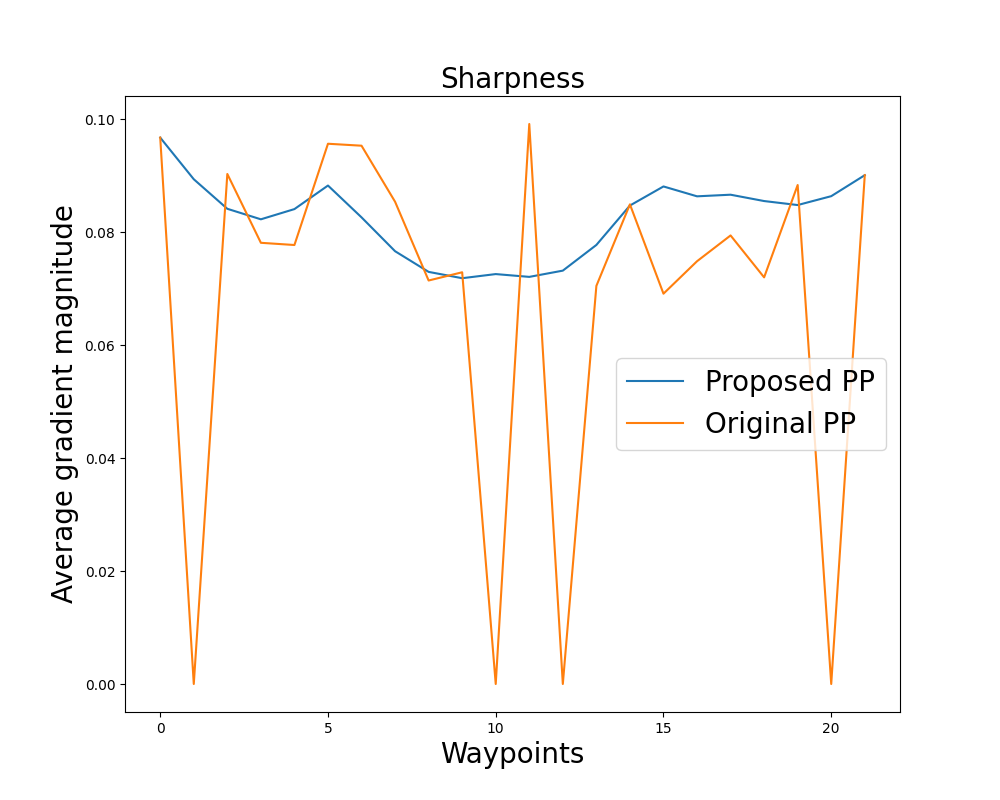 Sharpness
Average gradient magnitude
0.10
0.08
0.06
0.04
0.02
0.00
Proposed PP
Original PP
0 5 10 15 20
Waypoints